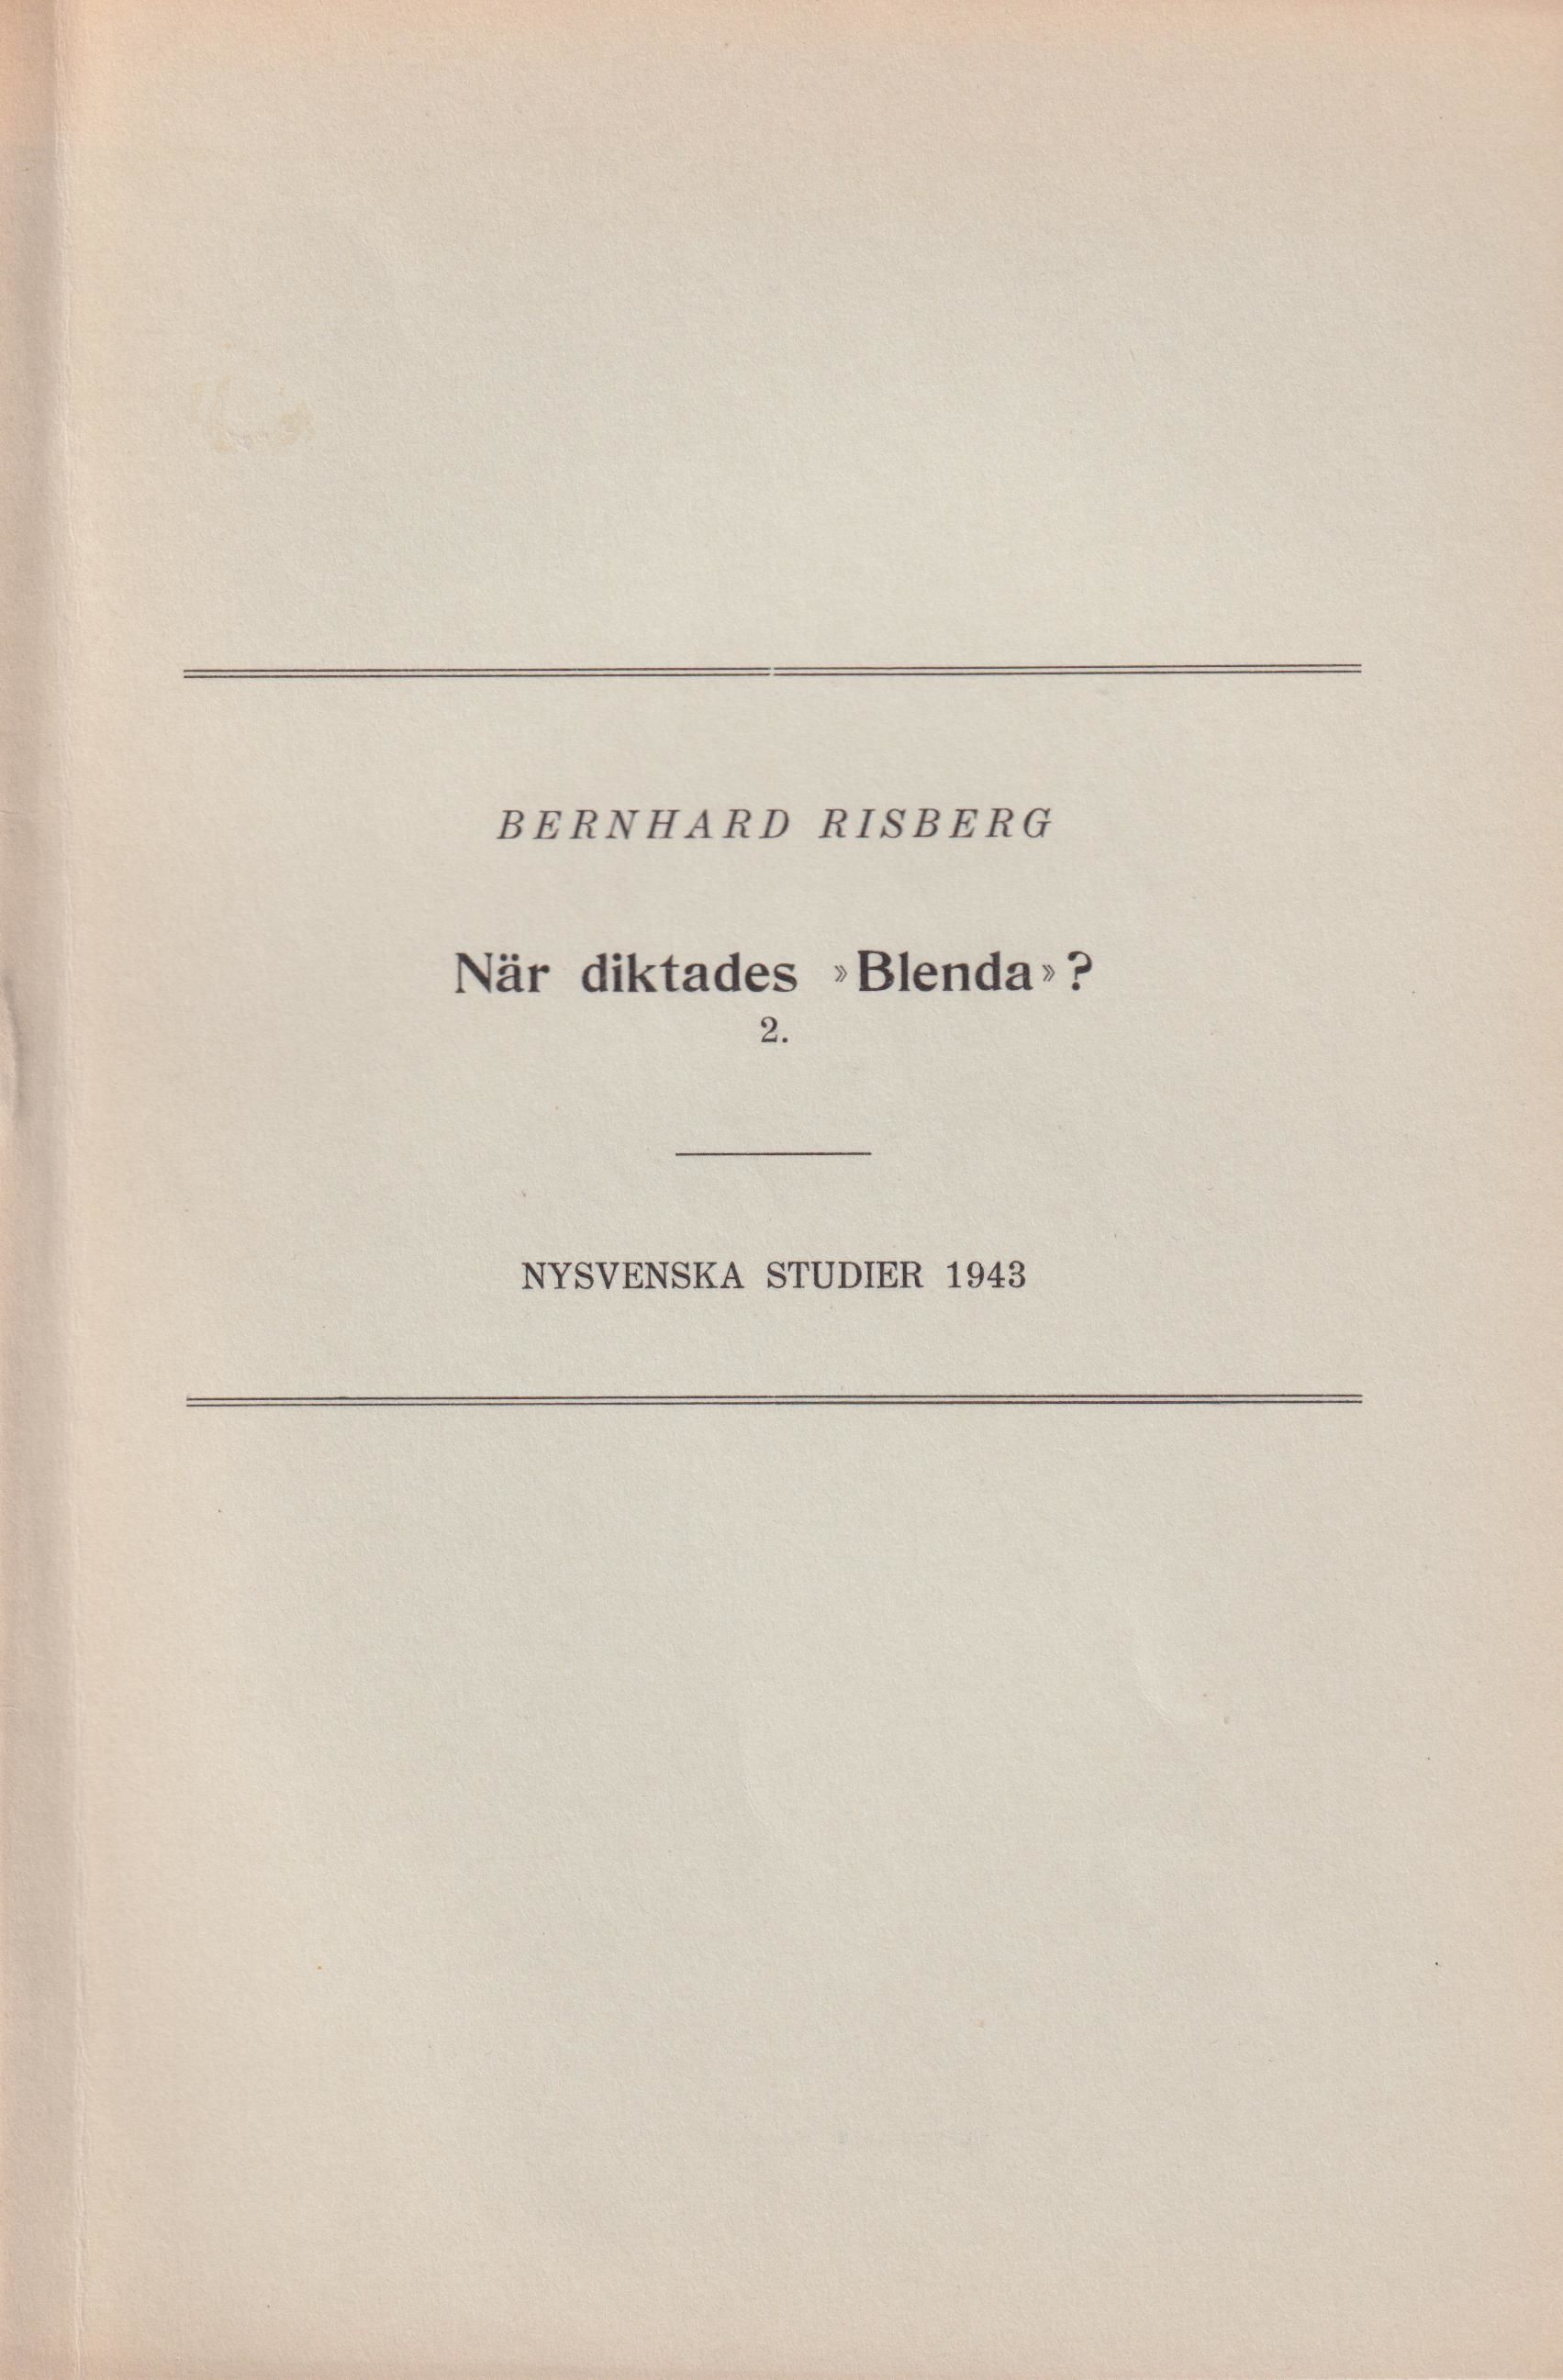 BERNHARD RISBERG
När diktades »Blenda»?
2.
NYSVENSKA STUDIER 1943